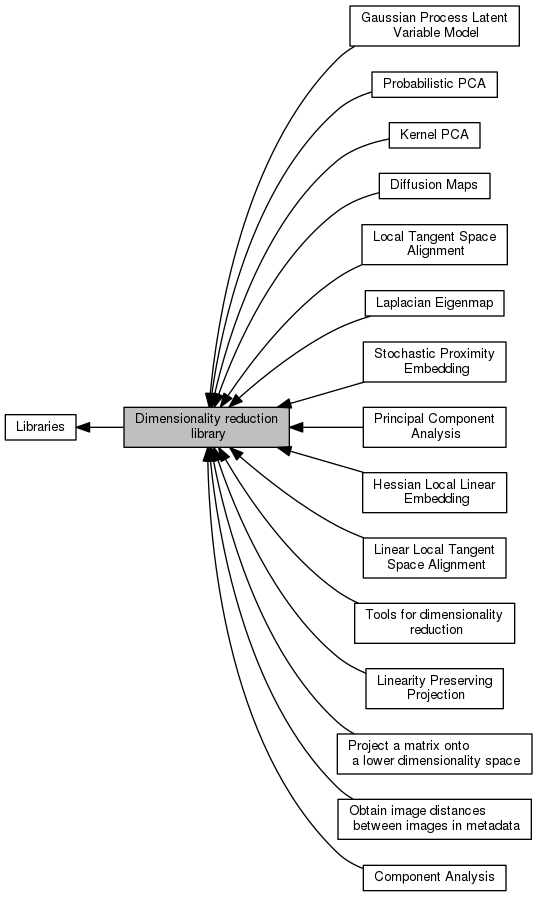 Gaussian Process Latent
Variable Model
Probabilistic PCA
Kernel PCA
Diffusion Maps
Local Tangent Space
Alignment
Laplacian Eigenmap
Stochastic Proximity
Embedding
Libraries
Dimensionality reduction
library
Principal Component
Analysis
Hessian Local Linear
Embedding
Linear Local Tangent
Space Alignment
Tools for dimensionality
reduction
Linearity Preserving
Projection
Project a matrix onto
a lower dimensionality space
Obtain image distances
between images in metadata
Component Analysis